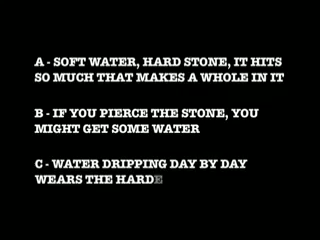 A - SOFT WATER, HARD STONE, IT HITS
SO MUCH THAT MAKES A WHOLE IN IT
B - IF YOU PIERCE THE STONE, YOU
MIGHT GET SOME WATER
C - WATER DRIPPING DAY BY DAY
WEARS THE HARDE